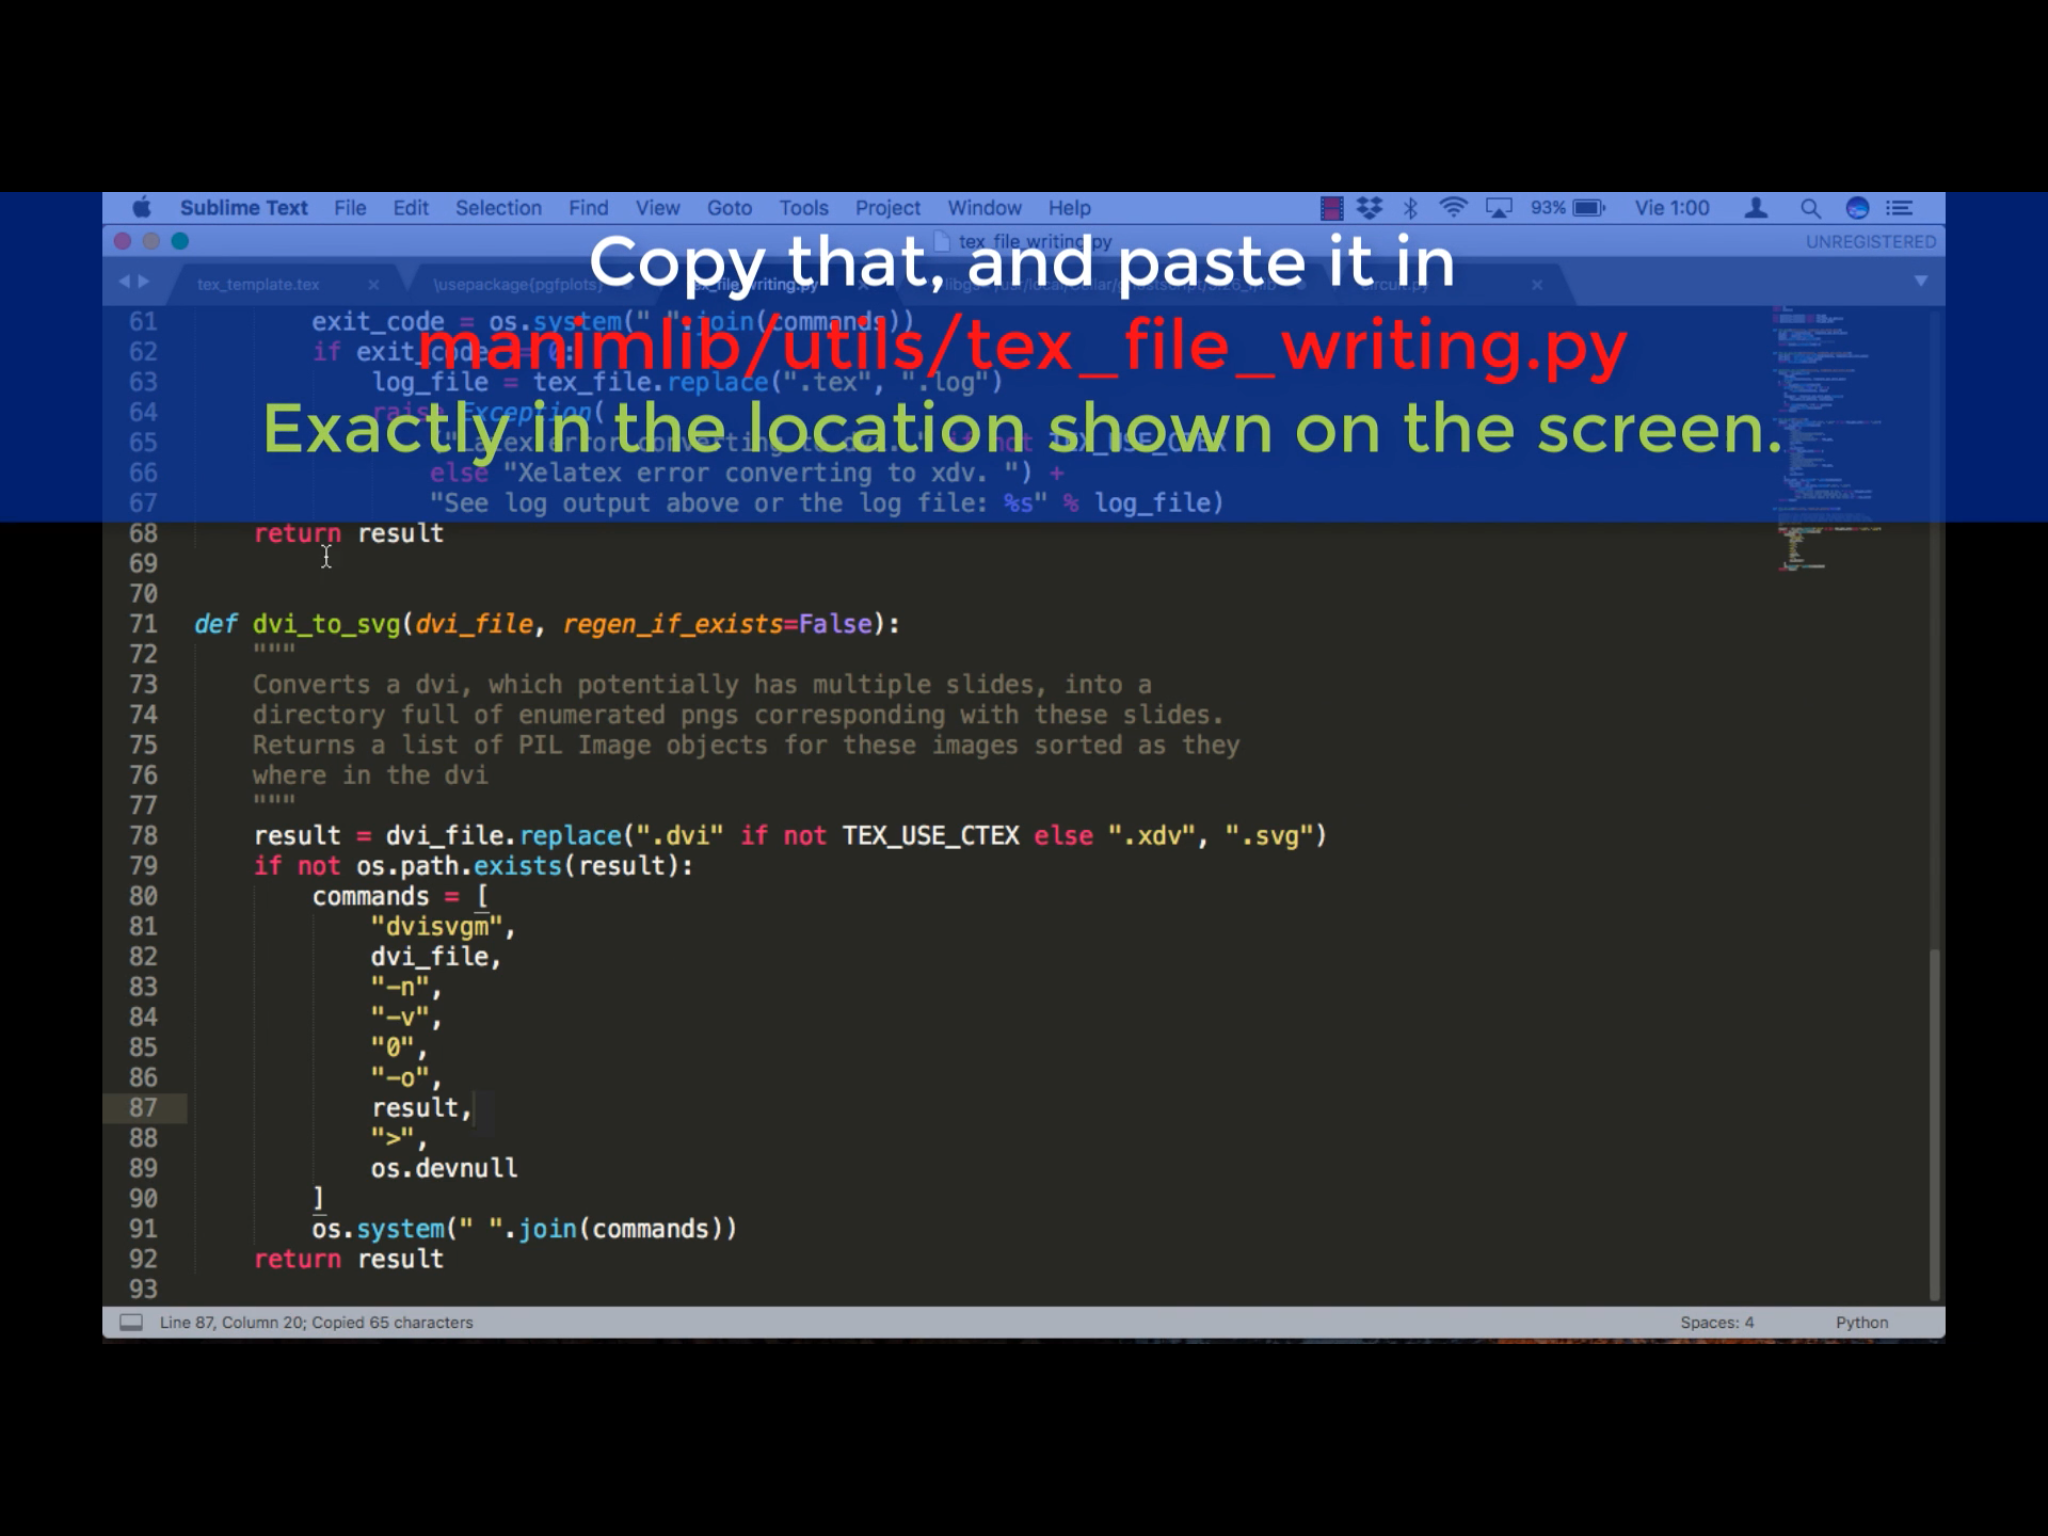 Sublime Text File Edit Selection Find View Goto Tools Project Window Help 93% Vie 1:00
tex_file_writing.py UNREGISTERED
Copy that, and paste it in
tex_template.tex \usepackage{pgfplots}
manimlib/utils/tex_file_writing.py
Exactly in the location shown on the screen.
61 exit_code = os.system(" ".join(commands))
62 if exit_code
63 log_file = tex_file.replace(".tex", ".log")
64 raise Exception(
65
66 else "Xelatex error converting to xdv. ") +
67 "See log output above or the log file: %s" % log_file)
68 return result
69
70
71 def dvi_to_svg(dvi_file, regen_if_exists=False):
72 """
73 Converts a dvi, which potentially has multiple slides, into a
74 directory full of enumerated pngs corresponding with these slides.
75 Returns a list of PIL Image objects for these images sorted as they
76 where in the dvi
77 """
78 result = dvi_file.replace(".dvi" if not TEX_USE_CTEX else ".xdv", ".svg")
79 if not os.path.exists(result):
80 commands = [
81 "dvisvgm",
82 dvi_file,
83 "-n",
84 "-v",
85 "0",
86 "-o",
87 result,
88 ">",
89 os.devnull
90 ]
91 os.system(" ".join(commands))
92 return result
93
Line 87, Column 20; Copied 65 characters Spaces: 4 Python